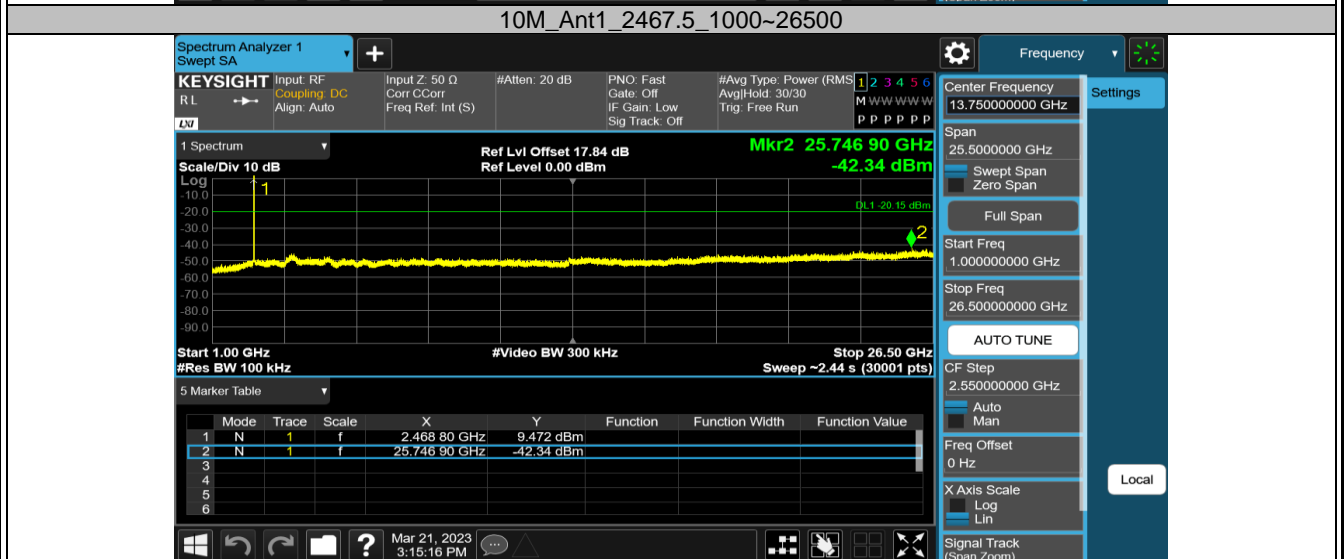 10M_Ant1_2467.5_1000~26500
Spectrum Analyzer 1
Swept SA
+
Frequency
KEYSIGHT
R L
LXI
Input: RF
Coupling: DC
Align: Auto
Input Z: 50 Ω
Corr CCorr
Freq Ref: Int (S)
#Atten: 20 dB
PNO: Fast
Gate: Off
IF Gain: Low
Sig Track: Off
#Avg Type: Power (RMS
Avg|Hold: 30/30
Trig: Free Run
1 2 3 4 5 6
M W W W W W
P P P P P P
1 Spectrum
Scale/Div 10 dB
Ref Lvl Offset 17.84 dB
Ref Level 0.00 dBm
Mkr2 25.746 90 GHz
-42.34 dBm
Log
1
-10.0
-20.0
DL1 -20.15 dBm
-30.0
2
-40.0
-50.0
-60.0
-70.0
-80.0
-90.0
Start 1.00 GHz
#Video BW 300 kHz
Stop 26.50 GHz
#Res BW 100 kHz
Sweep ~2.44 s (30001 pts)
5 Marker Table
Mode Trace Scale X Y Function Function Width Function Value
1 N 1 f 2.468 80 GHz 9.472 dBm
2 N 1 f 25.746 90 GHz -42.34 dBm
3
4
5
6
?
Mar 21, 2023
3:15:16 PM
Center Frequency
13.750000000 GHz
Settings
Span
25.5000000 GHz
Swept Span
Zero Span
Full Span
Start Freq
1.000000000 GHz
Stop Freq
26.500000000 GHz
AUTO TUNE
CF Step
2.550000000 GHz
Auto
Man
Freq Offset
0 Hz
Local
X Axis Scale
Log
Lin
Signal Track
(Span Zoom)